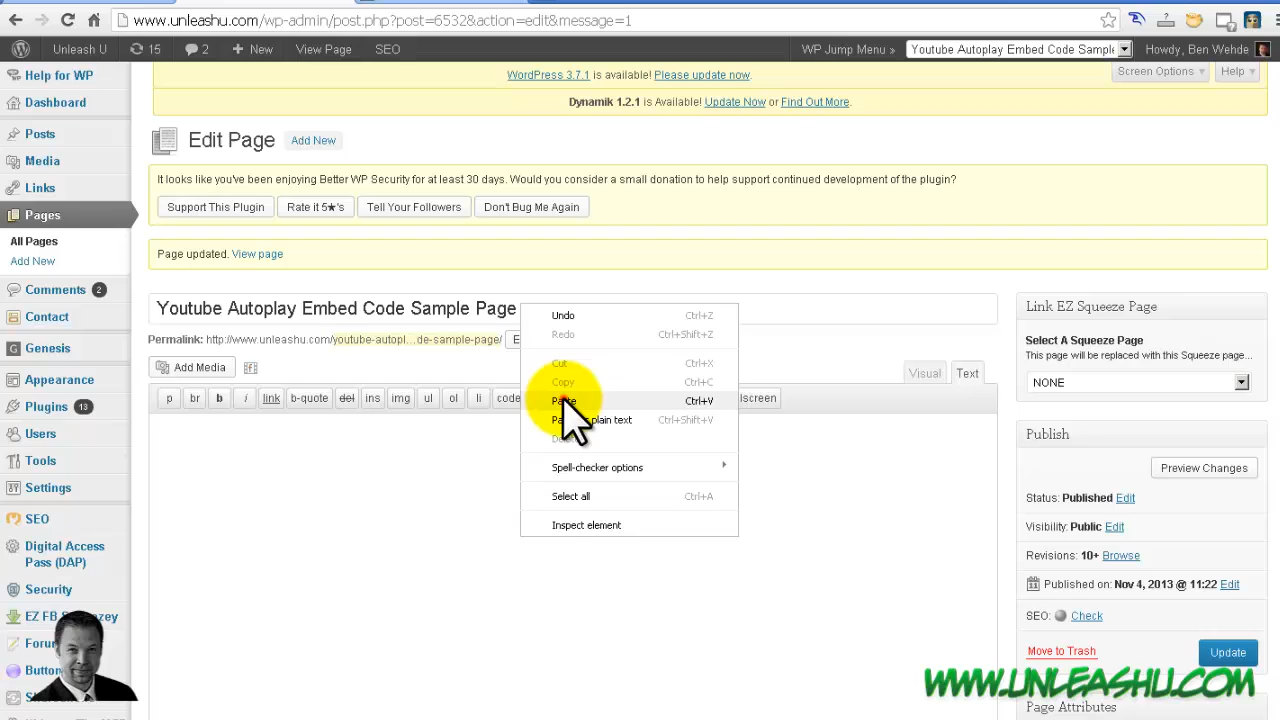 www.unleashu.com/wp-admin/post.php?post=6532&action=edit&message=1
Unleash U 15 2 New View Page SEO WP Jump Menu » Youtube Autoplay Embed Code Sampl Howdy, Ben Wehde
Help for WP
Dashboard
Posts
Media
Links
Pages
All Pages
Add New
Comments 2
Contact
Genesis
Appearance
Plugins 13
Users
Tools
Settings
SEO
Digital Access
Pass (DAP)
Security
EZ FB
WordPress 3.7.1 is available! Please update now.
Screen Options Help
Dynamik 1.2.1 is Available! Update Now or Find Out More.
Edit Page Add New
It looks like you've been enjoying Better WP Security for at least 30 days. Would you consider a small donation to help support continued development of the plugin?
Support This Plugin Rate it 5★'s Tell Your Followers Don't Bug Me Again
Page updated. View page
Youtube Autoplay Embed Code Sample Page
Permalink: http://www.unleashu.com/youtube-autopl...de-sample-page/
Add Media
Visual Text
p br b i link b-quote del ins img ul ol li code
Undo Ctrl+Z
Redo Ctrl+Shift+Z
Cut Ctrl+X
Copy Ctrl+C
Ctrl+V
plain text Ctrl+Shift+V
Spell-checker options
Select all Ctrl+A
Inspect element
Link EZ Squeeze Page
Select A Squeeze Page
This page will be replaced with this Squeeze page...
NONE
Publish
Preview Changes
Status: Published Edit
Visibility: Public Edit
Revisions: 10+ Browse
Published on: Nov 4, 2013 @ 11:22 Edit
SEO: Check
Move to Trash Update
WWW.UNLEASHU.COM
Page Attributes